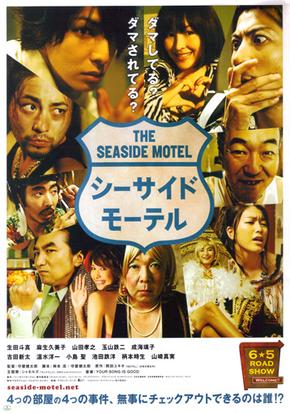 ダマしてる?
ダマされてる?
THE
SEASIDE MOTEL
シーサイド
モーテル
6★5
ROAD
SHOW
WELCOME!
生田斗真 麻生久美子 山田孝之 玉山鉄二 成海璃子
古田新太 温水洋一 小島聖 池田鉄洋 柄本時生 山崎真実
seaside-motel.net
4つの部屋の4つの事件、無事にチェックアウトできるのは誰!?